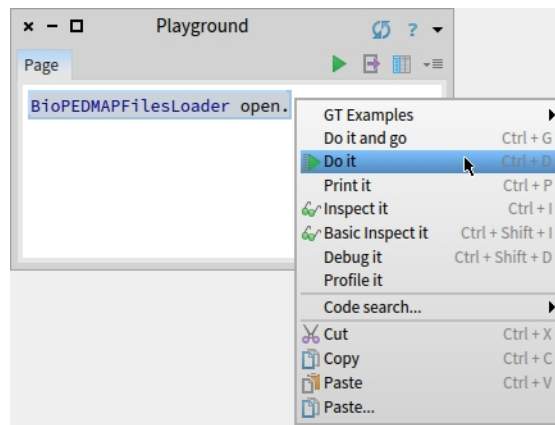 Playground
?
Page
BioPEDMAPFilesLoader open.
GT Examples
Do it and go Ctrl + G
Do it Ctrl + D
Print it Ctrl + P
Inspect it Ctrl + I
Basic Inspect it Ctrl + Shift + I
Debug it Ctrl + Shift + D
Profile it
Code search...
Cut Ctrl + X
Copy Ctrl + C
Paste Ctrl + V
Paste...